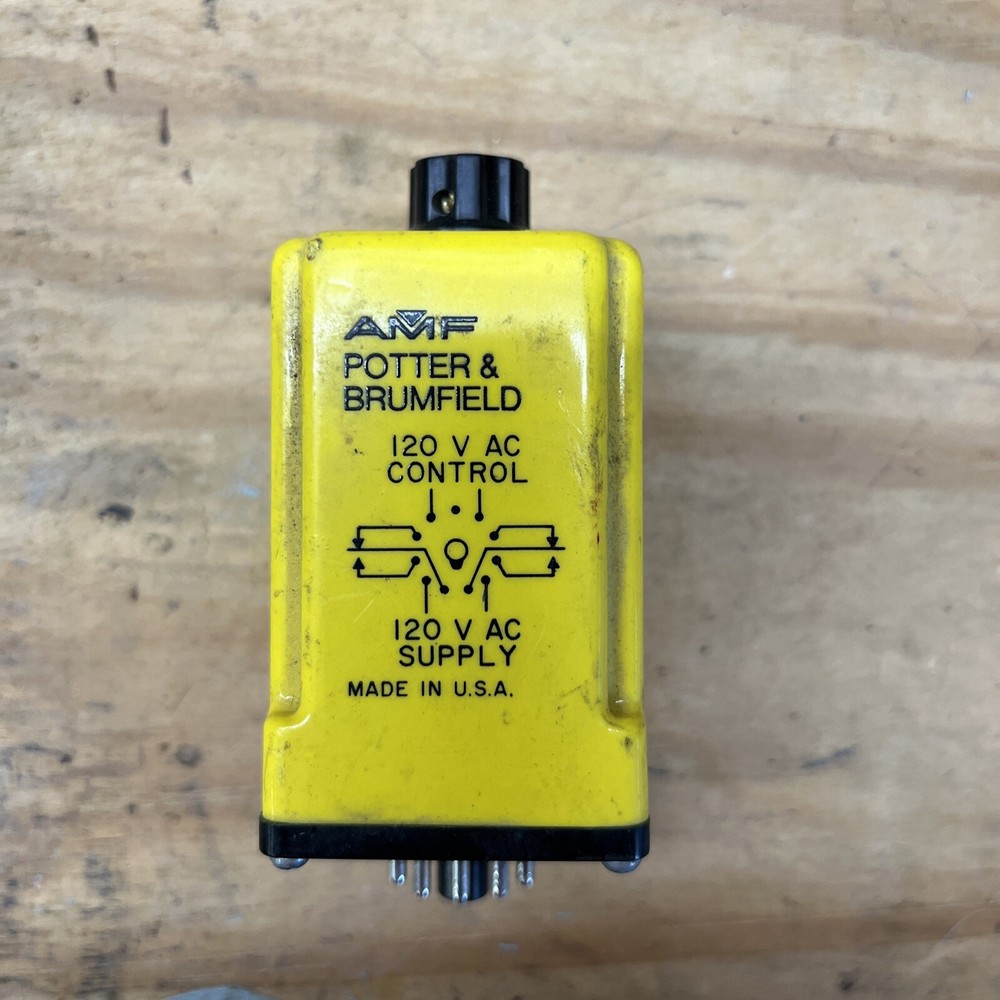 AMF
POTTER &
BRUMFIELD
120 V AC
CONTROL
120 V AC
SUPPLY
MADE IN U.S.A.